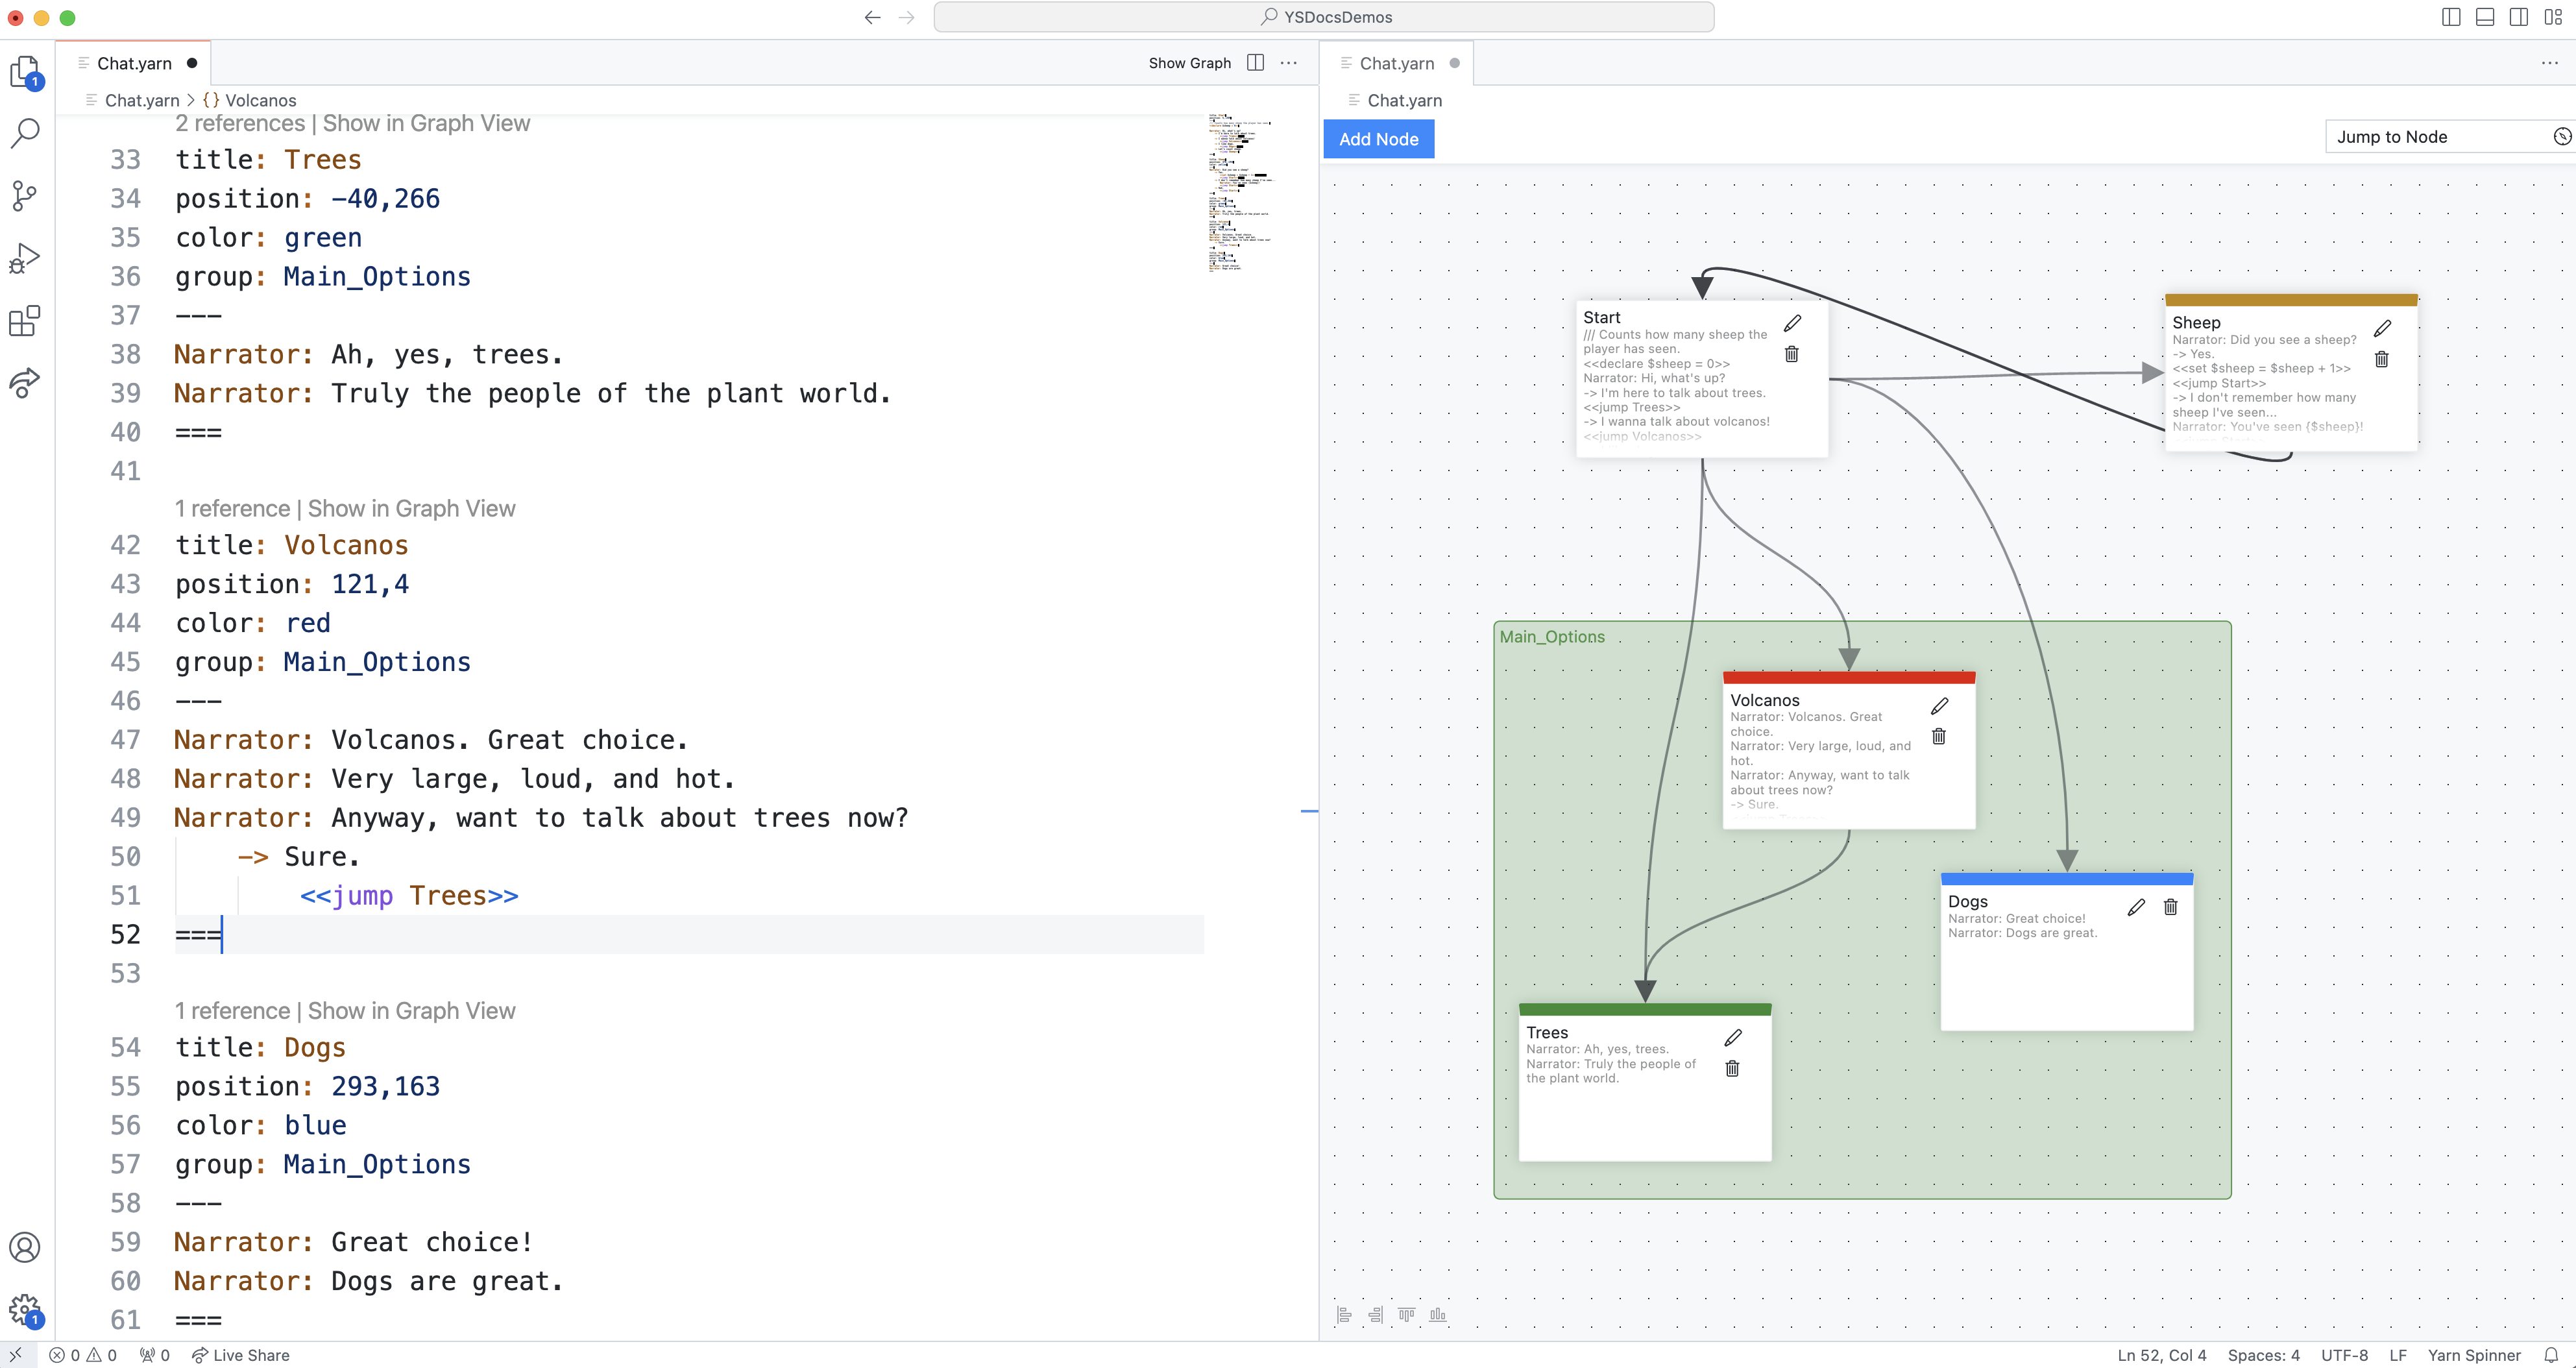 YSDocsDemos
Chat.yarn
Show Graph
Chat.yarn > {} Volcanos
2 references | Show in Graph View
33 title: Trees
34 position: -40,266
35 color: green
36 group: Main_Options
37 ---
38 Narrator: Ah, yes, trees.
39 Narrator: Truly the people of the plant world.
40 ===
41
1 reference | Show in Graph View
42 title: Volcanos
43 position: 121,4
44 color: red
45 group: Main_Options
46 ---
47 Narrator: Volcanos. Great choice.
48 Narrator: Very large, loud, and hot.
49 Narrator: Anyway, want to talk about trees now?
50 -> Sure.
51 <<jump Trees>>
52 ===
53
1 reference | Show in Graph View
54 title: Dogs
55 position: 293,163
56 color: blue
57 group: Main_Options
58 ---
59 Narrator: Great choice!
60 Narrator: Dogs are great.
61 ===
Chat.yarn
Chat.yarn
Add Node
Jump to Node
Start
/// Counts how many sheep the
player has seen.
<<declare $sheep = 0>>
Narrator: Hi, what's up?
-> I'm here to talk about trees.
<<jump Trees>>
-> I wanna talk about volcanos!
<<jump Volcanos>>
Sheep
Narrator: Did you see a sheep?
-> Yes.
<<set $sheep = $sheep + 1>>
<<jump Start>>
-> I don't remember how many
sheep I've seen...
Narrator: You've seen {$sheep}!
Main_Options
Volcanos
Narrator: Volcanos. Great
choice.
Narrator: Very large, loud, and
hot.
Narrator: Anyway, want to talk
about trees now?
-> Sure.
Dogs
Narrator: Great choice!
Narrator: Dogs are great.
Trees
Narrator: Ah, yes, trees.
Narrator: Truly the people of
the plant world.
1
1
0 0 0 Live Share
Ln 52, Col 4 Spaces: 4 UTF-8 LF Yarn Spinner